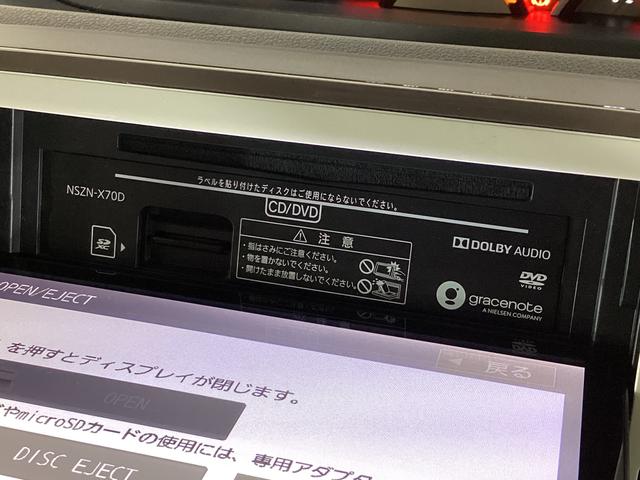 ラベルを貼り付けたディスクはご使用にならないでください。
NSZN-X70D
CD/DVD
注意
・指はさみにご注意ください。
・物を置かないでください。
・開けたまま放置しないでください。
DOLBY AUDIO
DVD
VIDEO
gracenote
A NIELSEN COMPANY
OPEN/EJECT
戻る
を押すとディスプレイが閉じます。
OPEN
やmicroSDカードの使用には、専用アダプタ
DISC EJECT